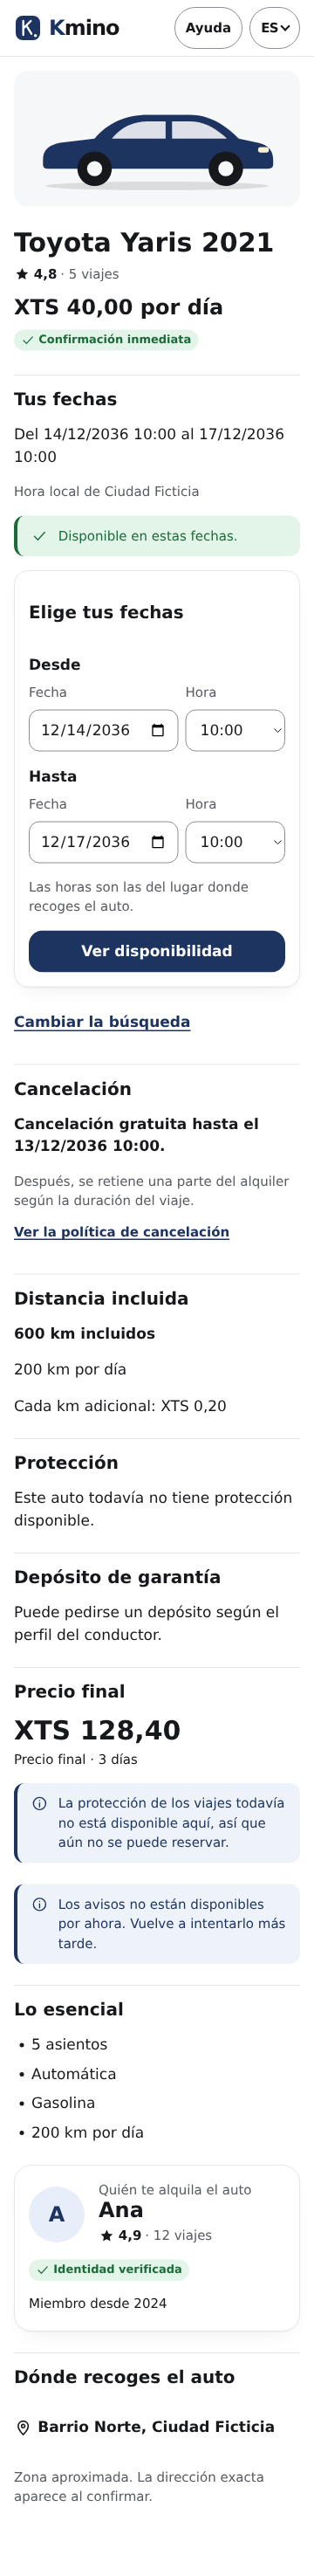 K Kmino
Ayuda
ES
Toyota Yaris 2021
★ 4,8 · 5 viajes
XTS 40,00 por día
Confirmación inmediata
Tus fechas
Del 14/12/2036 10:00 al 17/12/2036
10:00
Hora local de Ciudad Ficticia
Disponible en estas fechas.
Elige tus fechas
Desde
Fecha Hora
12/14/2036 10:00
Hasta
Fecha Hora
12/17/2036 10:00
Las horas son las del lugar donde
recoges el auto.
Ver disponibilidad
Cambiar la búsqueda
Cancelación
Cancelación gratuita hasta el
13/12/2036 10:00.
Después, se retiene una parte del alquiler
según la duración del viaje.
Ver la política de cancelación
Distancia incluida
600 km incluidos
200 km por día
Cada km adicional: XTS 0,20
Protección
Este auto todavía no tiene protección
disponible.
Depósito de garantía
Puede pedirse un depósito según el
perfil del conductor.
Precio final
XTS 128,40
Precio final · 3 días
La protección de los viajes todavía
no está disponible aquí, así que
aún no se puede reservar.
Los avisos no están disponibles
por ahora. Vuelve a intentarlo más
tarde.
Lo esencial
• 5 asientos
• Automática
• Gasolina
• 200 km por día
A
Quién te alquila el auto
Ana
★ 4,9 · 12 viajes
Identidad verificada
Miembro desde 2024
Dónde recoges el auto
Barrio Norte, Ciudad Ficticia
Zona aproximada. La dirección exacta
aparece al confirmar.